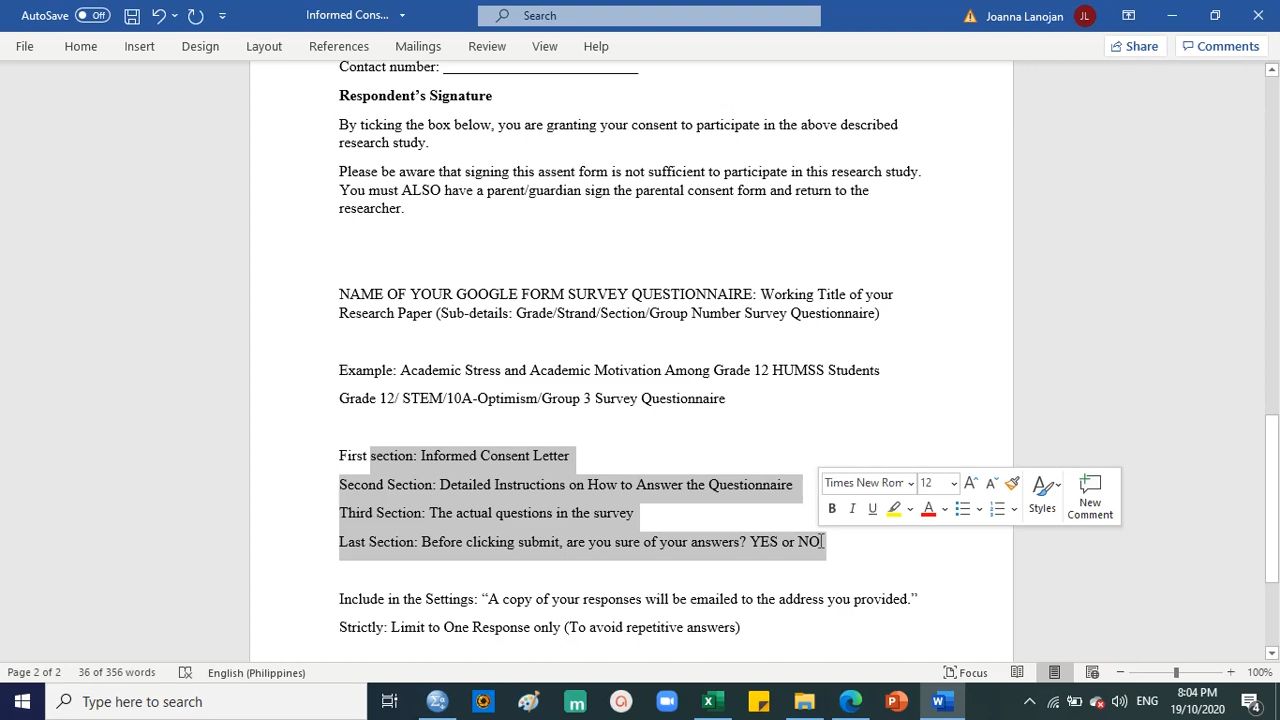 AutoSave Off
Informed Cons...
Search
Joanna Lanojan
JL
File Home Insert Design Layout References Mailings Review View Help
Share
Comments
Contact number: __________________________
Respondent’s Signature
By ticking the box below, you are granting your consent to participate in the above described
research study.
Please be aware that signing this assent form is not sufficient to participate in this research study.
You must ALSO have a parent/guardian sign the parental consent form and return to the
researcher.
NAME OF YOUR GOOGLE FORM SURVEY QUESTIONNAIRE: Working Title of your
Research Paper (Sub-details: Grade/Strand/Section/Group Number Survey Questionnaire)
Example: Academic Stress and Academic Motivation Among Grade 12 HUMSS Students
Grade 12/ STEM/10A-Optimism/Group 3 Survey Questionnaire
First section: Informed Consent Letter
Second Section: Detailed Instructions on How to Answer the Questionnaire
Third Section: The actual questions in the survey
Last Section: Before clicking submit, are you sure of your answers? YES or NO
Times New Rom 12
B I U
Styles
New
Comment
Include in the Settings: “A copy of your responses will be emailed to the address you provided.”
Strictly: Limit to One Response only (To avoid repetitive answers)
Page 2 of 2 36 of 356 words English (Philippines)
Focus
100%
Type here to search
ENG
8:04 PM
19/10/2020
4